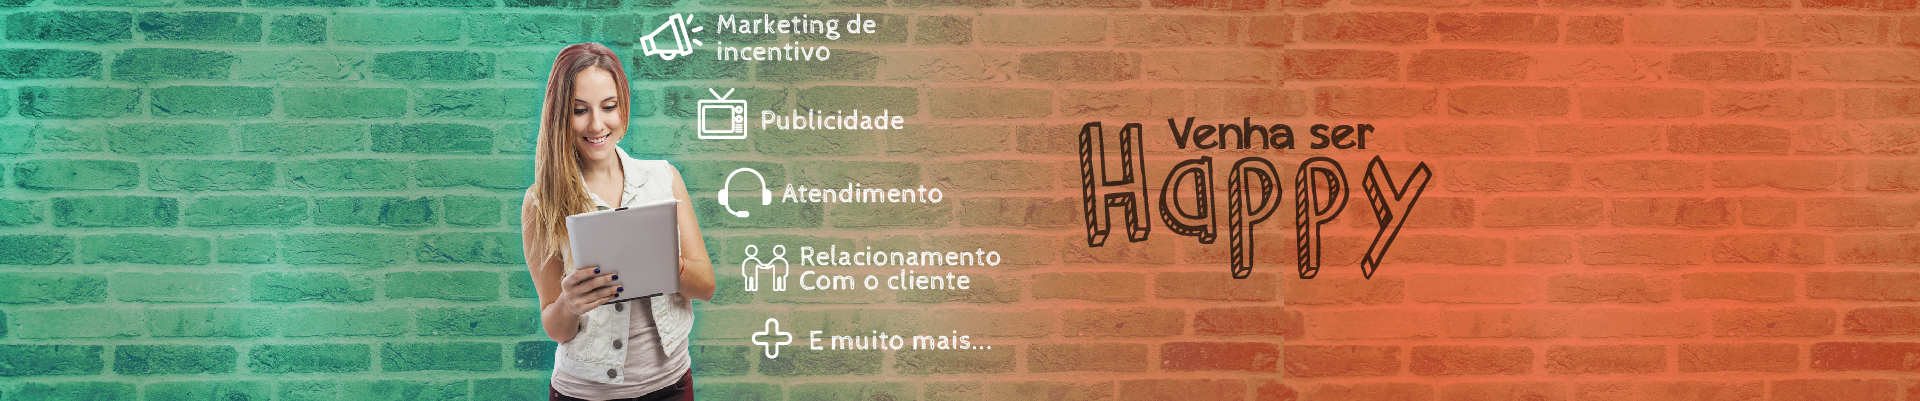 Marketing de
incentivo
Publicidade
Atendimento
Relacionamento
Com o cliente
E muito mais...
Venha ser
Happy